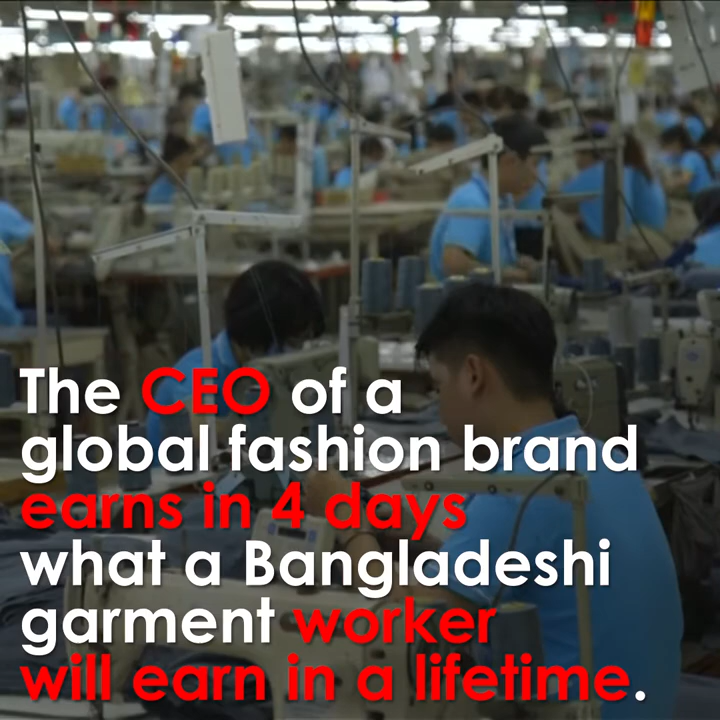 The CEO of a
global fashion brand
earns in 4 days
what a Bangladeshi
garment worker
will earn in a lifetime.